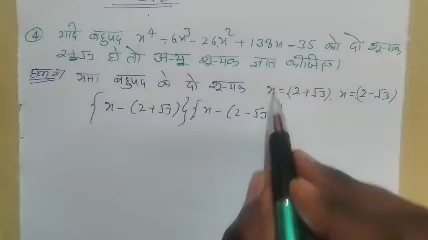 ④ यदि बहुपद x⁴ - 6x³ - 26x² + 138x - 35 के दो शून्यक
2±√3 हो तो अन्य शून्यक ज्ञात कीजिए।
हल ⇒ माना बहुपद के दो शून्यक x = (2+√3), x = (2-√3)
{x - (2+√3)} {x - (2-√3